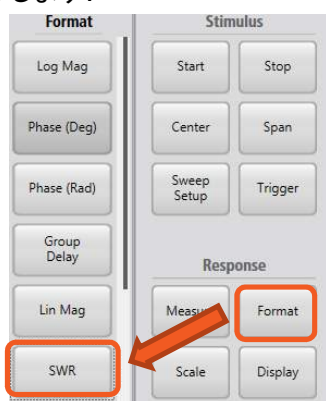 Format
Log Mag
Phase (Deg)
Phase (Rad)
Group
Delay
Lin Mag
SWR
Stimulus
Start
Stop
Center
Span
Sweep
Setup
Trigger
Response
Format
Scale
Display